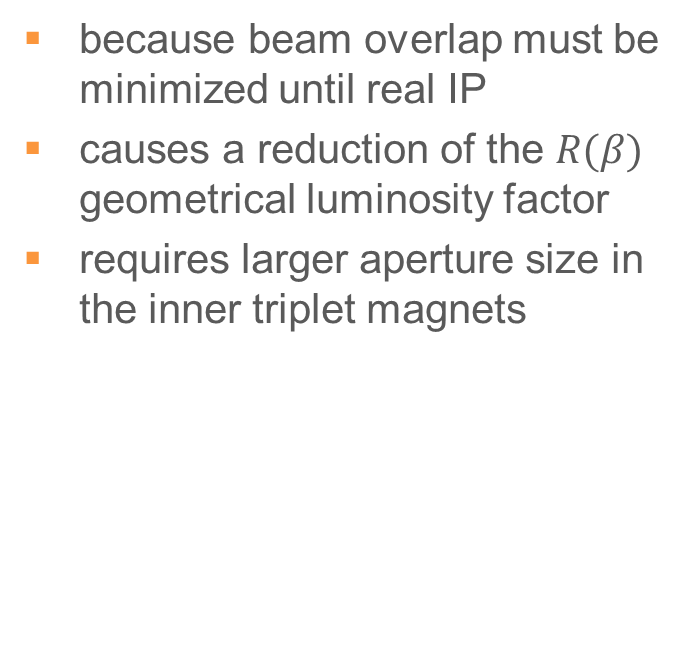 ▪ because beam overlap must be
minimized until real IP
▪ causes a reduction of the 𝑅(𝛽)
geometrical luminosity factor
▪ requires larger aperture size in
the inner triplet magnets